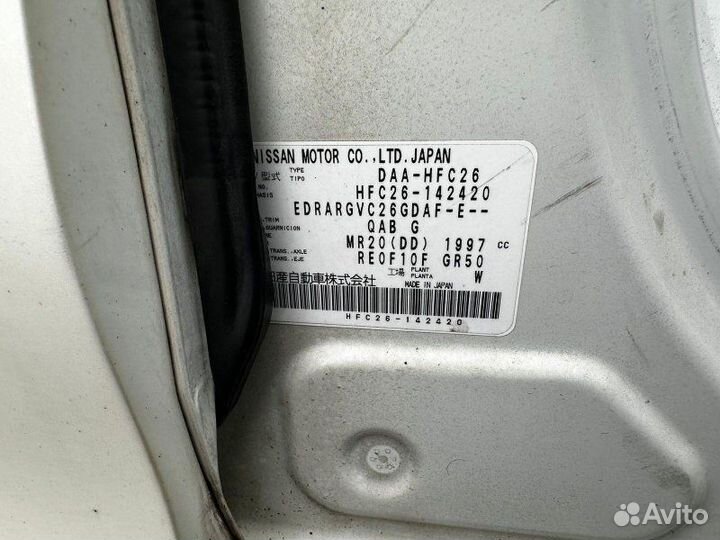 NISSAN MOTOR CO.,LTD.JAPAN
型式 TYPE TIPO DAA-HFC26
HFC26-142420
EDRARGVC26GDAF-E--
TRIM QAB G
MR20(DD) 1997 cc
TRANS. AXLE TRANS. EJE RE0F10F GR50
工場 PLANT PLANTA W
日産自動車株式会社 MADE IN JAPAN
HFC26-142420
Avito